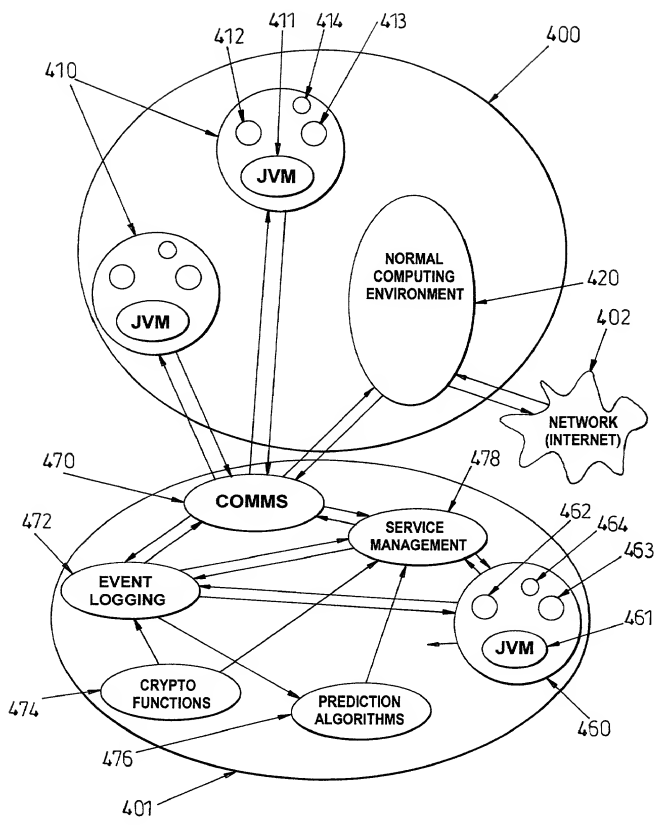 411
412
414
413
400
410
JVM
NORMAL
COMPUTING
ENVIRONMENT
420
JVM
402
NETWORK
(INTERNET)
470
478
COMMS
462
472
SERVICE
MANAGEMENT
464
463
EVENT
LOGGING
461
JVM
CRYPTO
FUNCTIONS
PREDICTION
ALGORITHMS
474
460
476
401